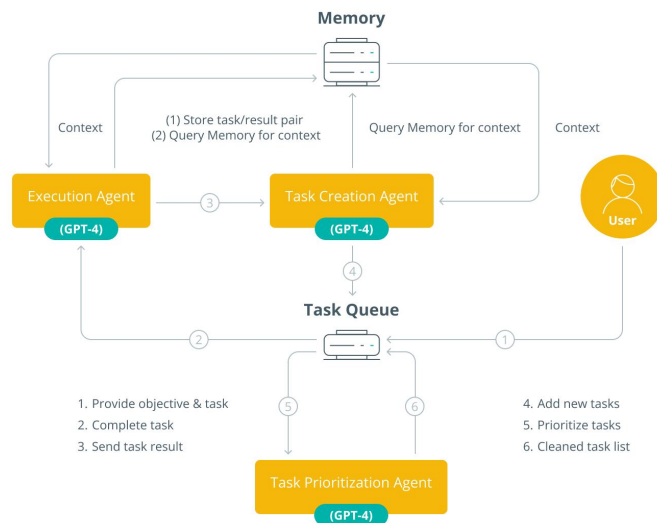 Memory
(1) Store task/result pair
(2) Query Memory for context
Context
Query Memory for context
Context
Execution Agent
(GPT-4)
3
Task Creation Agent
(GPT-4)
User
4
Task Queue
2
1
1. Provide objective & task
2. Complete task
3. Send task result
5
6
4. Add new tasks
5. Prioritize tasks
6. Cleaned task list
Task Prioritization Agent
(GPT-4)